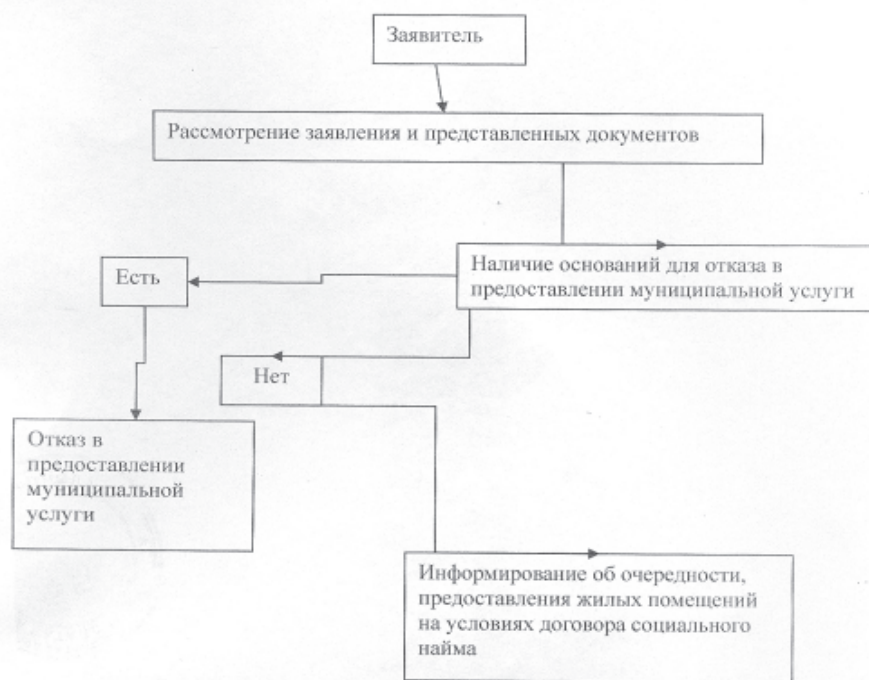 Заявитель
Рассмотрение заявления и представленных документов
Наличие оснований для отказа в
предоставлении муниципальной услуги
Есть
Нет
Отказ в
предоставлении
муниципальной
услуги
Информирование об очередности,
предоставления жилых помещений
на условиях договора социального
найма